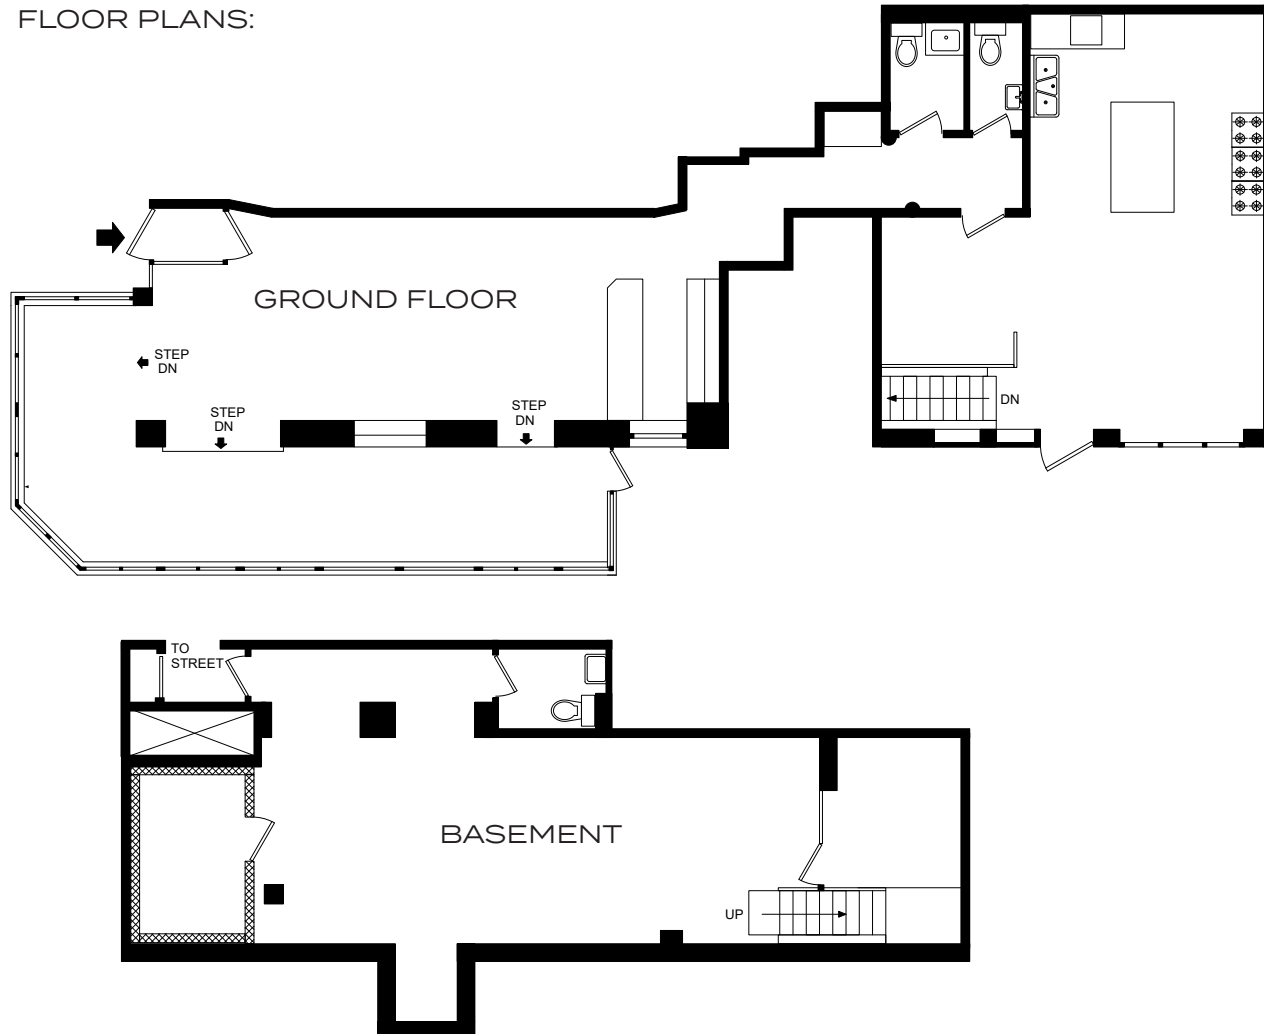 FLOOR PLANS:
GROUND FLOOR
STEP
DN
STEP
DN
STEP
DN
DN
TO
STREET
BASEMENT
UP